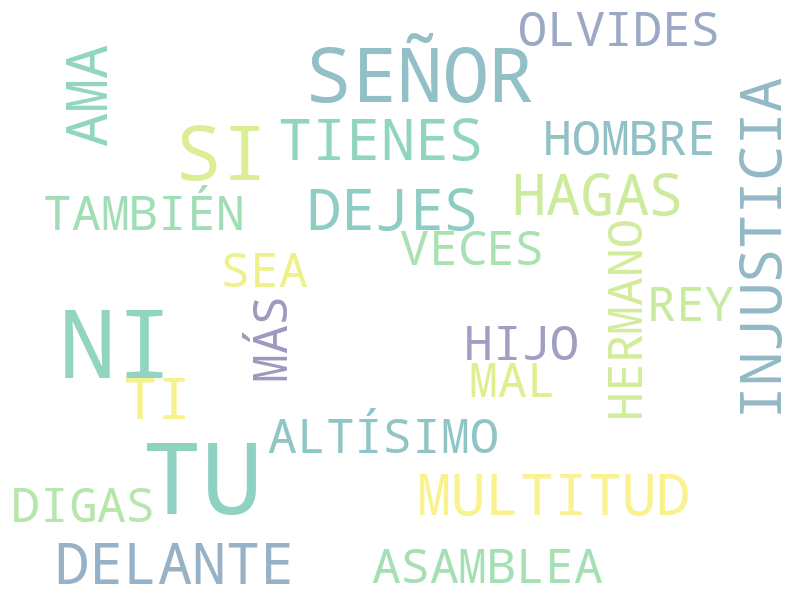 OLVIDES
AMA
SEÑOR
INJUSTICIA
SI
TIENES
HOMBRE
TAMBIÉN
DEJES
HAGAS
VECES
HERMANO
SEA
REY
NI
MÁS
HIJO
MAL
TI
ALTÍSIMO
TU
MULTITUD
DIGAS
DELANTE
ASAMBLEA